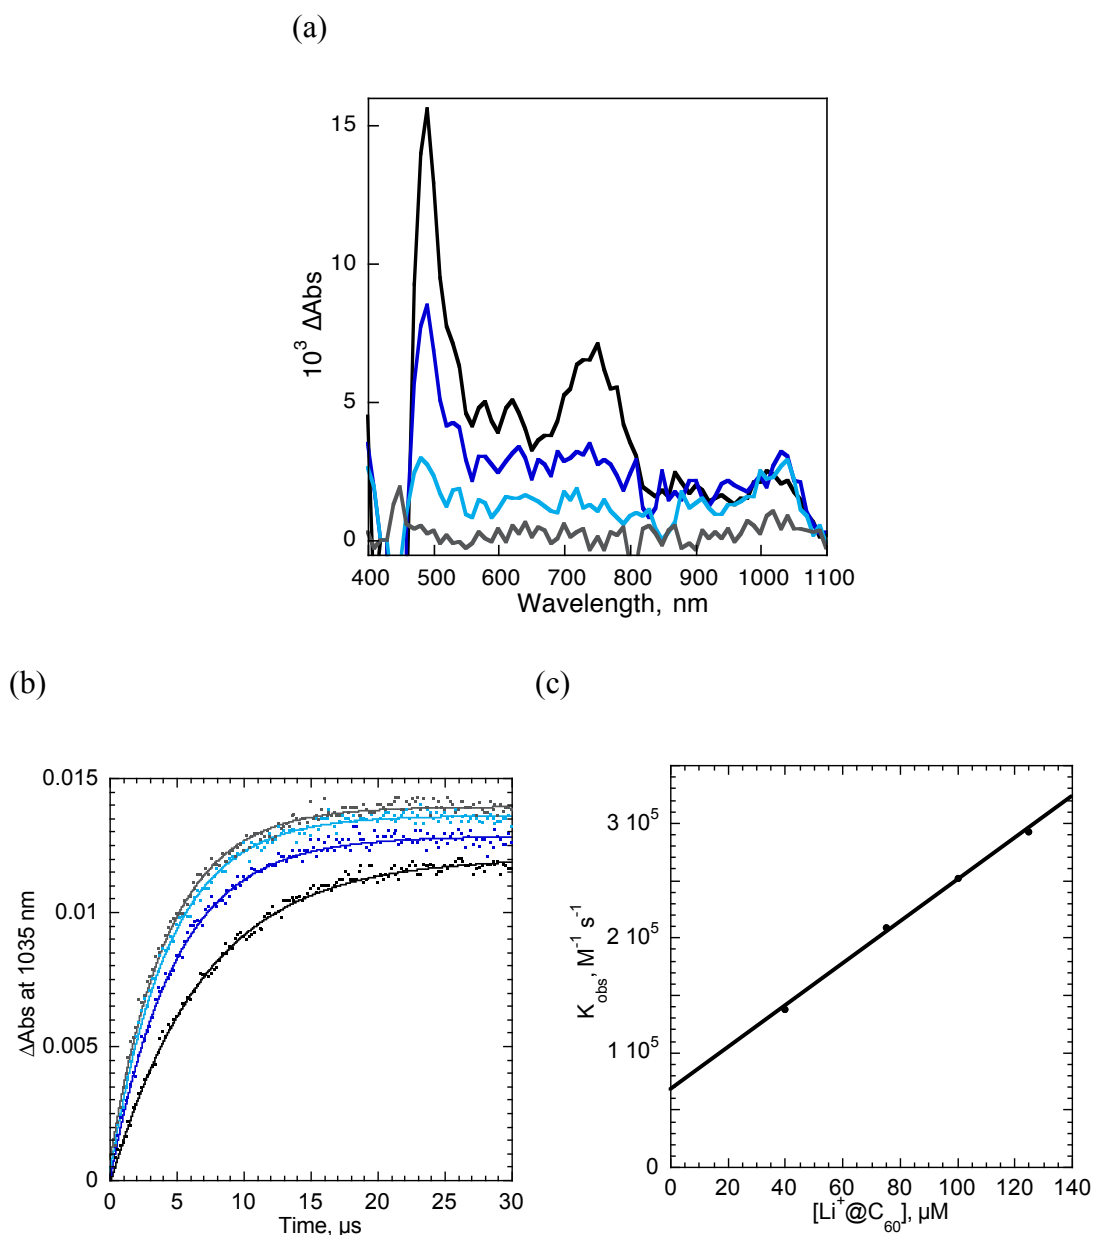 (a)
15
10
5
0
10³ ΔAbs
400 500 600 700 800 900 1000 1100
Wavelength, nm
(b)
0.015
0.01
0.005
0
ΔAbs at 1035 nm
0 5 10 15 20 25 30
Time, µs
(c)
3 10⁵
2 10⁵
1 10⁵
0
K_obs, M⁻¹ s⁻¹
0 20 40 60 80 100 120 140
[Li⁺@C₆₀], µM